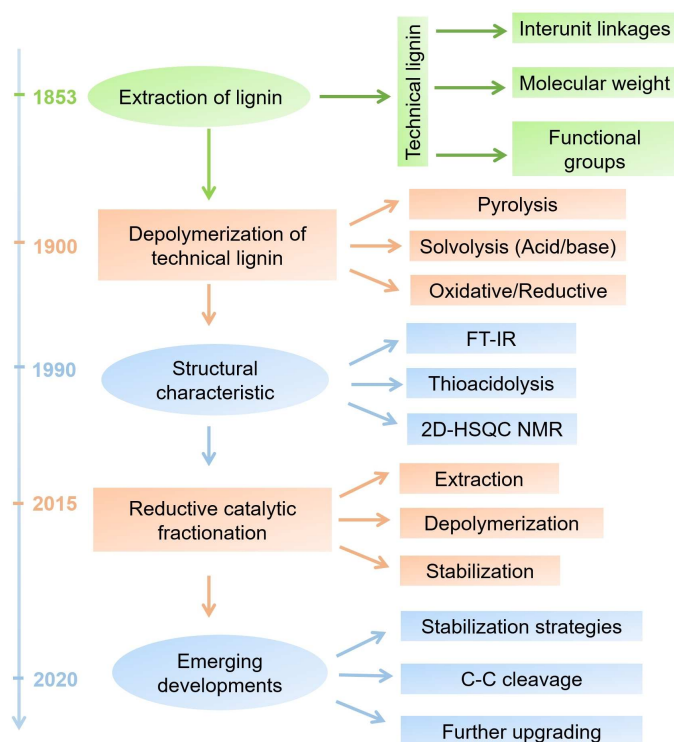 1853
Extraction of lignin
Technical lignin
Interunit linkages
Molecular weight
Functional
groups
1900
Depolymerization of
technical lignin
Pyrolysis
Solvolysis (Acid/base)
Oxidative/Reductive
1990
Structural
characteristic
FT-IR
Thioacidolysis
2D-HSQC NMR
2015
Reductive catalytic
fractionation
Extraction
Depolymerization
Stabilization
2020
Emerging
developments
Stabilization strategies
C-C cleavage
Further upgrading